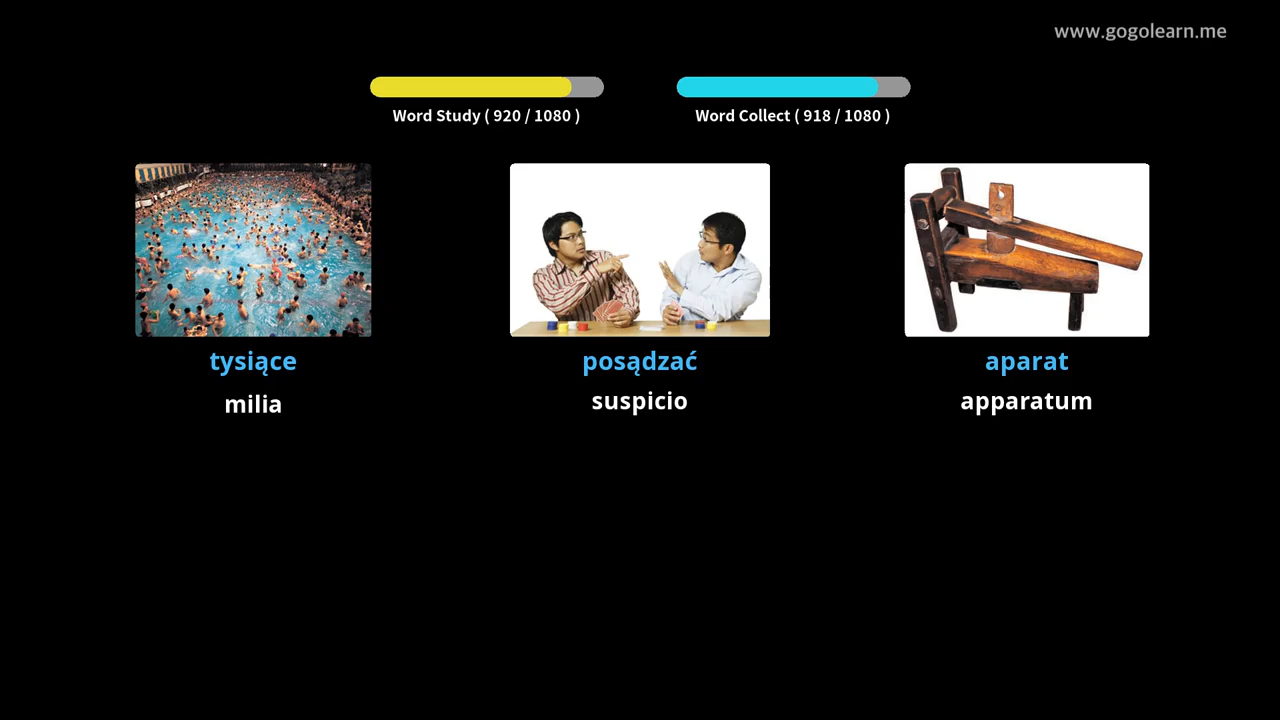 www.gogolearn.me
Word Study ( 920 / 1080 )
Word Collect ( 918 / 1080 )
tysiące
posądzać
aparat
milia
suspicio
apparatum